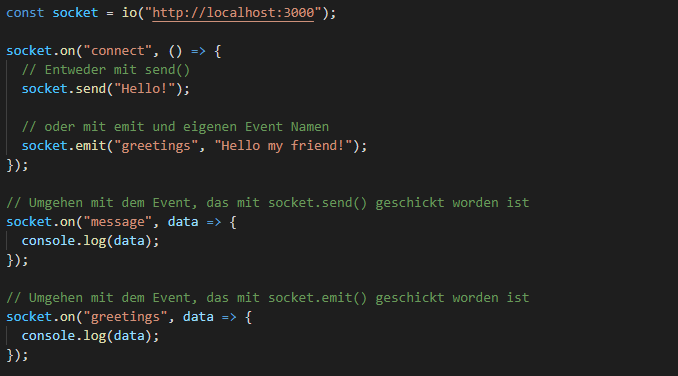 const socket = io("http://localhost:3000");
socket.on("connect", () => {
// Entweder mit send()
socket.send("Hello!");
// oder mit emit und eigenen Event Namen
socket.emit("greetings", "Hello my friend!");
});
// Umgehen mit dem Event, das mit socket.send() geschickt worden ist
socket.on("message", data => {
console.log(data);
});
// Umgehen mit dem Event, das mit socket.emit() geschickt worden ist
socket.on("greetings", data => {
console.log(data);
});